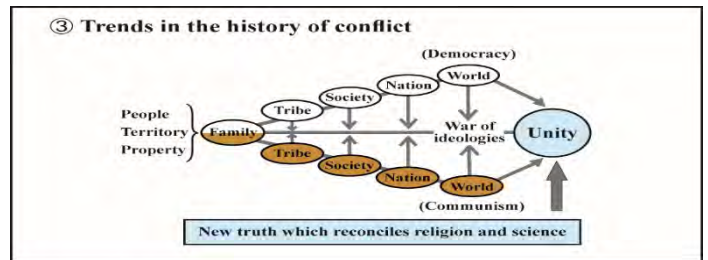 ③ Trends in the history of conflict
(Democracy)
World
Nation
Society
Tribe
People
Territory
Property
Family
War of
ideologies
Unity
Tribe
Society
Nation
World
(Communism)
New truth which reconciles religion and science